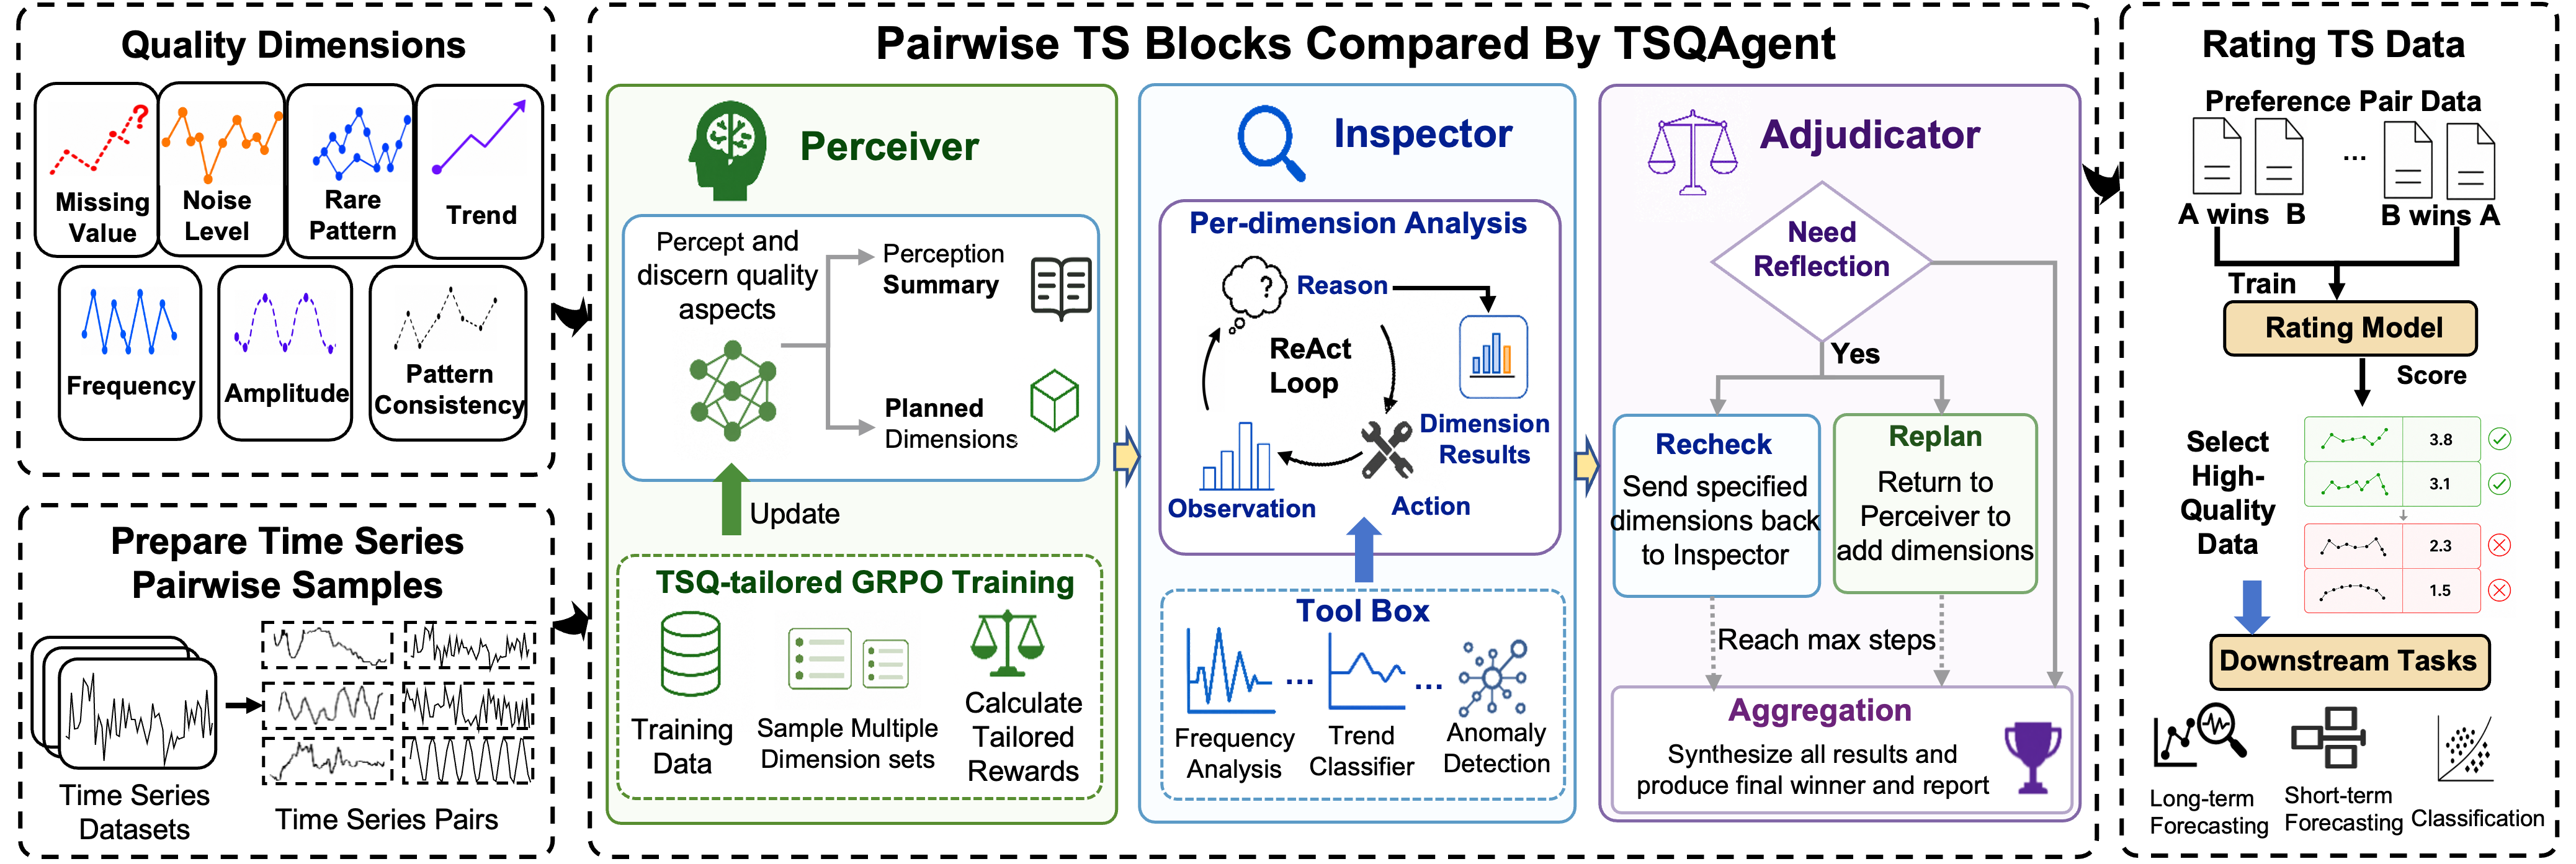 Quality Dimensions
Missing
Value
Noise
Level
Rare
Pattern
Trend
Frequency
Amplitude
Pattern
Consistency
Prepare Time Series
Pairwise Samples
Time Series
Datasets
Time Series Pairs
Pairwise TS Blocks Compared By TSQAgent
Perceiver
Percept and
discern quality
aspects
Perception
Summary
Planned
Dimensions
Update
TSQ-tailored GRPO Training
Training
Data
Sample Multiple
Dimension sets
Calculate
Tailored
Rewards
Inspector
Per-dimension Analysis
?
Reason
ReAct
Loop
Dimension
Results
Observation
Action
Tool Box
...
...
Frequency
Analysis
Trend
Classifier
Anomaly
Detection
Adjudicator
Need
Reflection
Yes
Recheck
Send specified
dimensions back
to Inspector
Replan
Return to
Perceiver to
add dimensions
Reach max steps
Aggregation
Synthesize all results and
produce final winner and report
Rating TS Data
Preference Pair Data
...
A wins B
B wins A
Train
Rating Model
Score
Select
High-
Quality
Data
3.8
3.1
2.3
1.5
Downstream Tasks
Long-term
Forecasting
Short-term
Forecasting
Classification